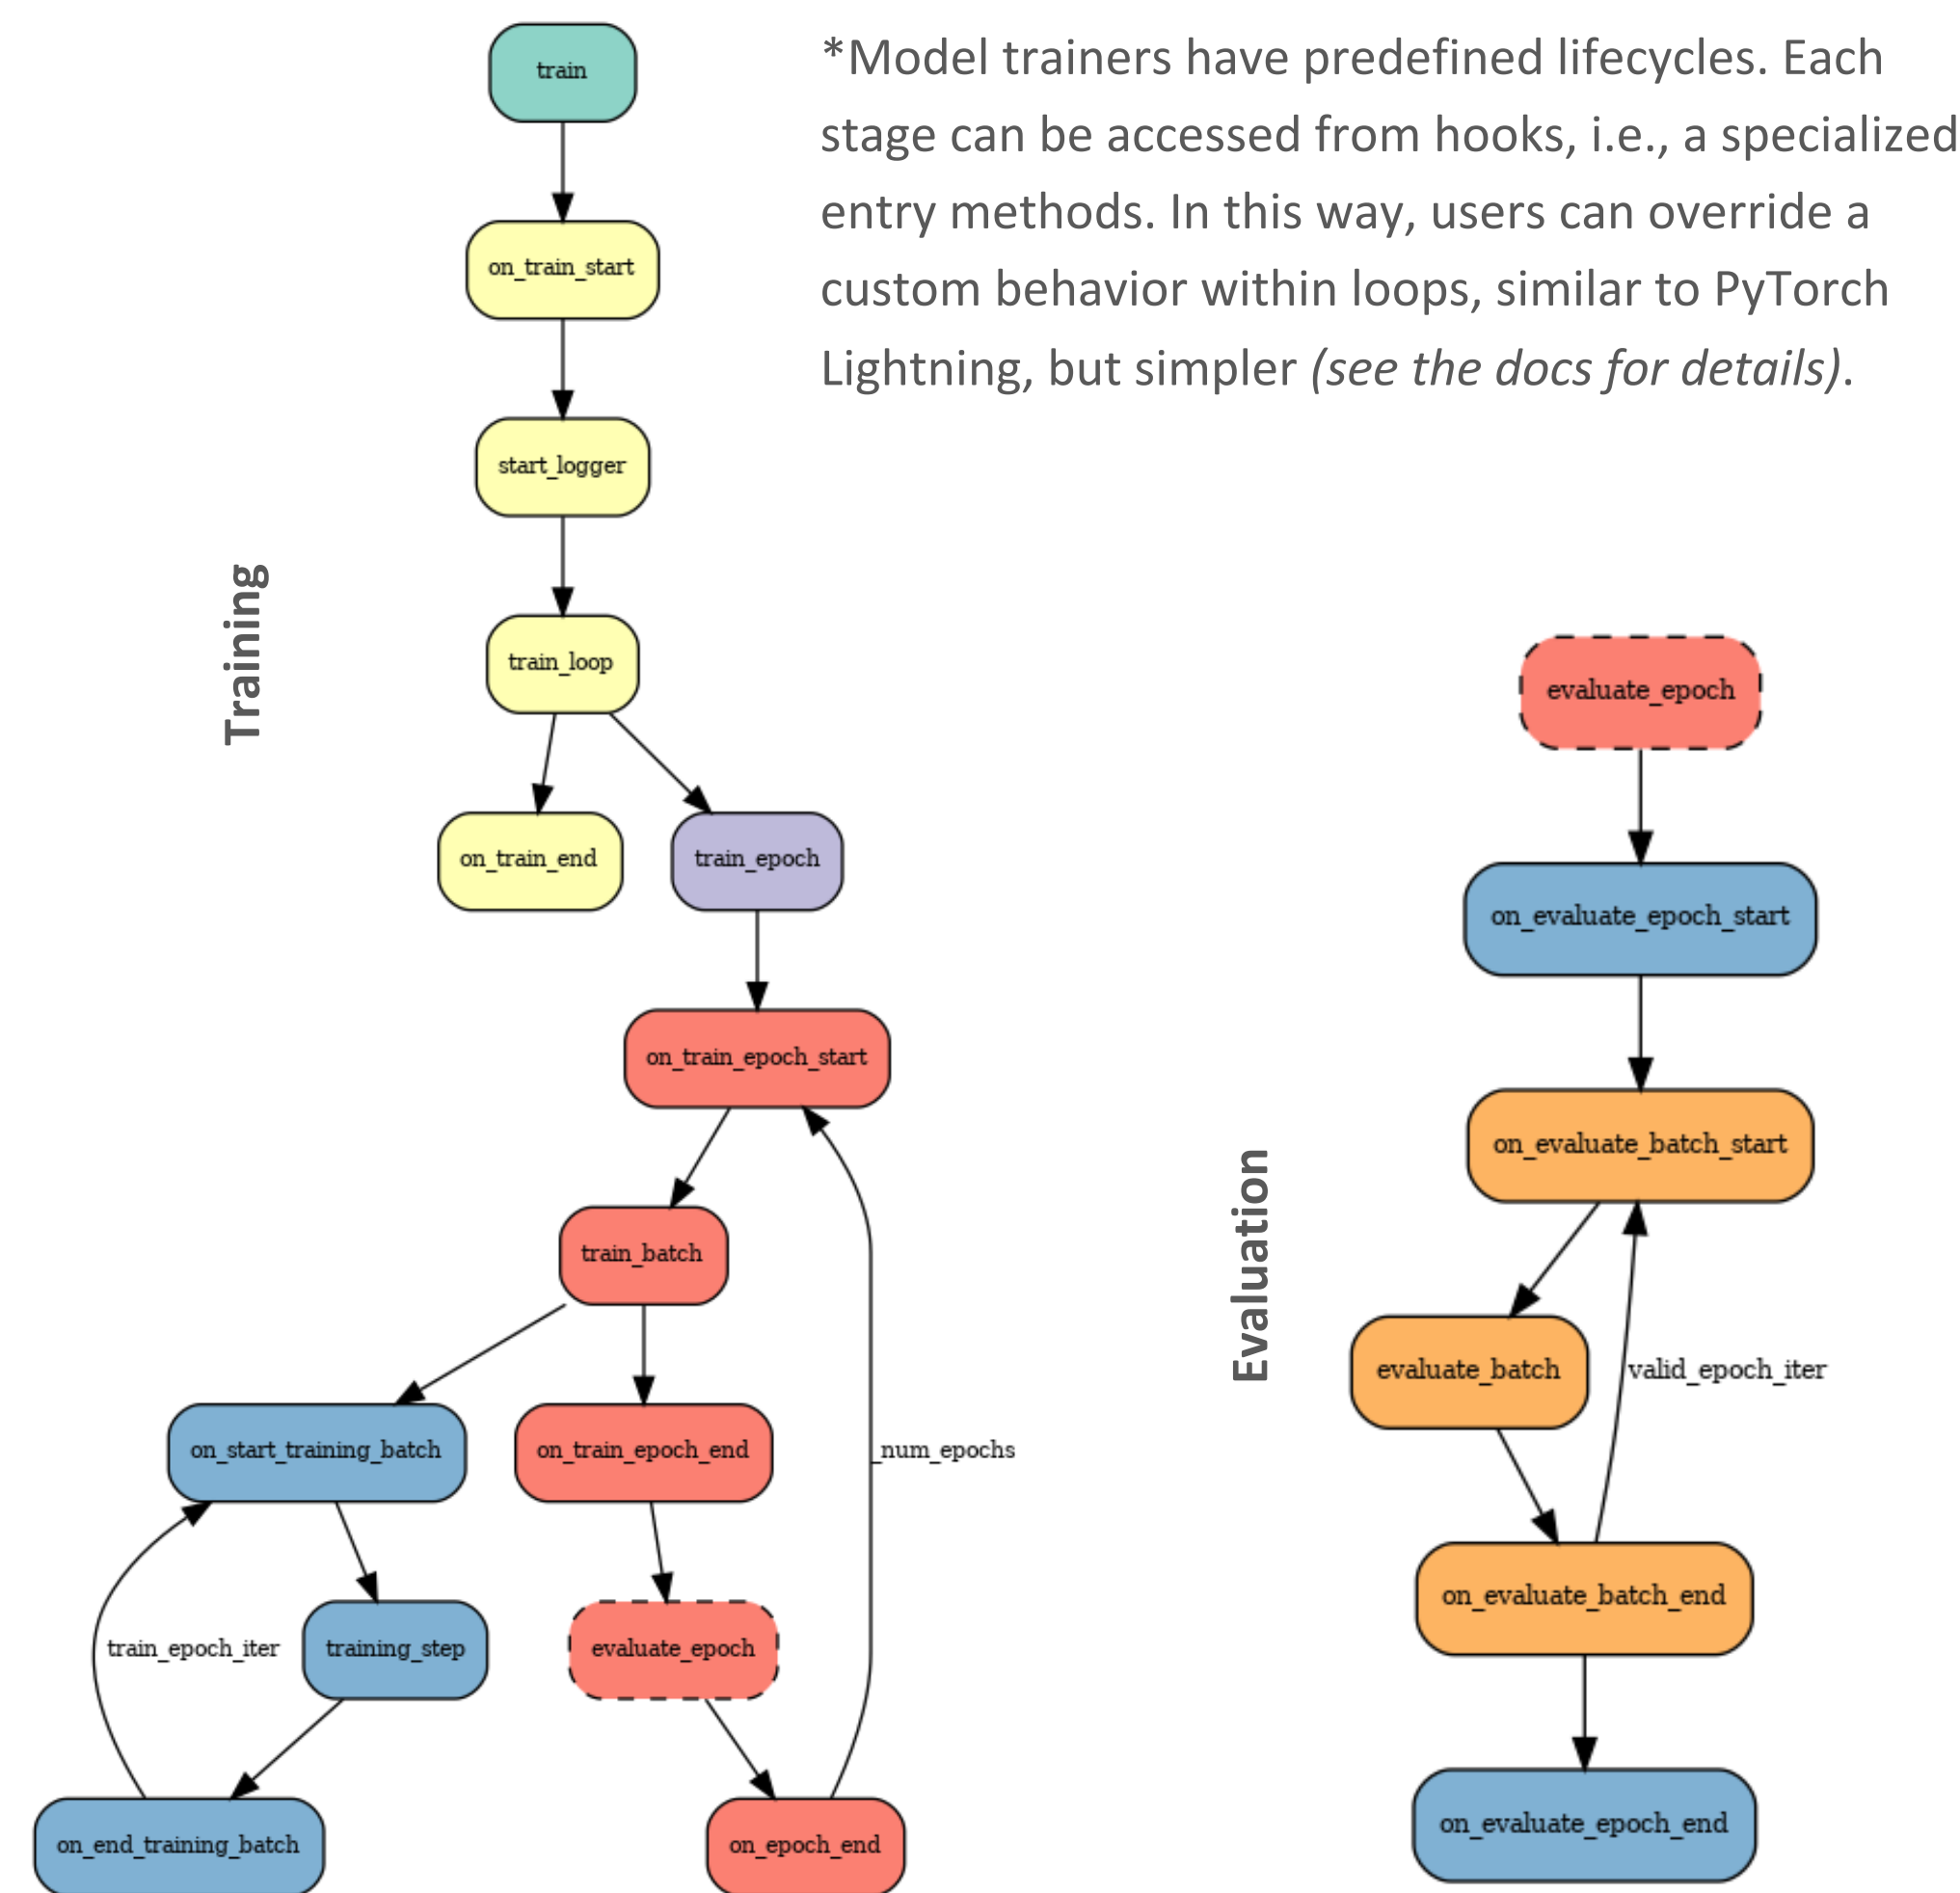 train
*Model trainers have predefined lifecycles. Each
stage can be accessed from hooks, i.e., a specialized
entry methods. In this way, users can override a
custom behavior within loops, similar to PyTorch
Lightning, but simpler (see the docs for details).
on_train_start
start_logger
Training
train_loop
on_train_end
train_epoch
on_train_epoch_start
train_batch
on_start_training_batch
on_train_epoch_end
_num_epochs
train_epoch_iter
training_step
evaluate_epoch
on_end_training_batch
on_epoch_end
Evaluation
evaluate_epoch
on_evaluate_epoch_start
on_evaluate_batch_start
evaluate_batch
valid_epoch_iter
on_evaluate_batch_end
on_evaluate_epoch_end